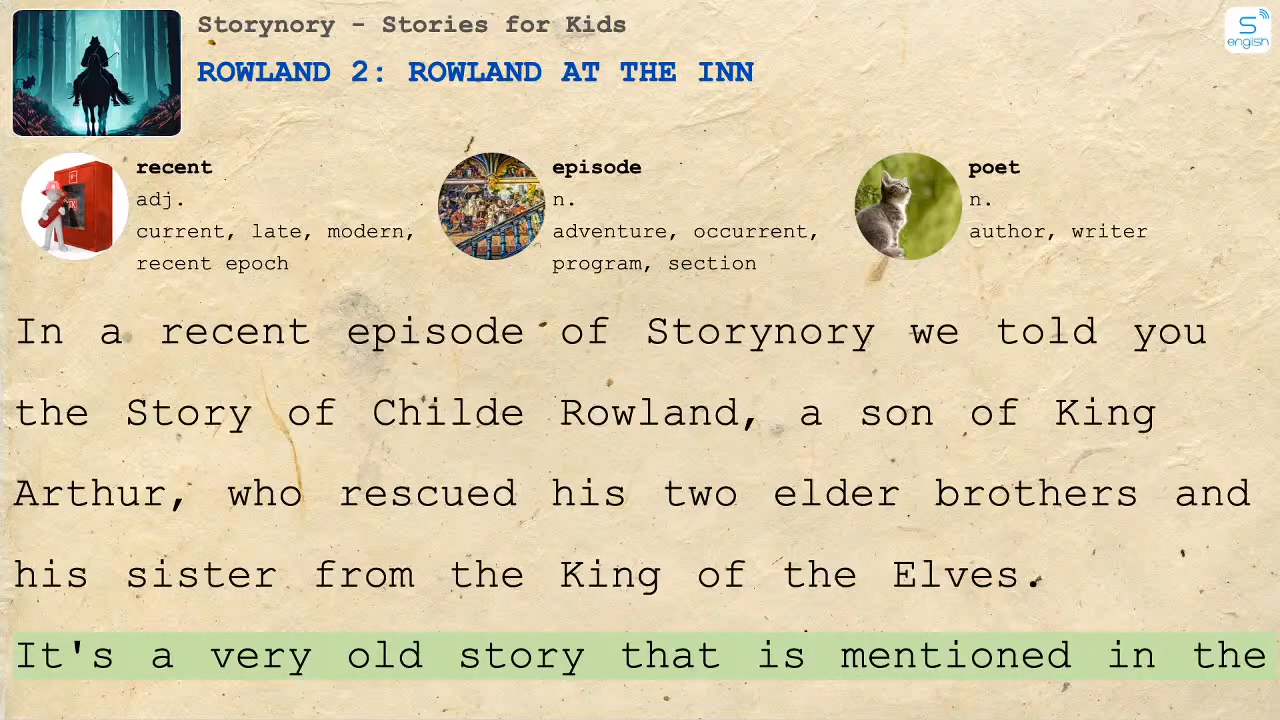 Storynory - Stories for Kids
ROWLAND 2: ROWLAND AT THE INN
S
english
recent
adj.
current, late, modern,
recent epoch
episode
n.
adventure, occurrent,
program, section
poet
n.
author, writer
In a recent episode of Storynory we told you
the Story of Childe Rowland, a son of King
Arthur, who rescued his two elder brothers and
his sister from the King of the Elves.
It's a very old story that is mentioned in the